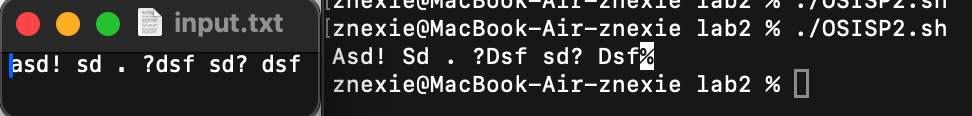 input.txt
asd! sd . ?dsf sd? dsf
znexie@MacBook-Air-znexie lab2 % ./OSISP2.sh
znexie@MacBook-Air-znexie lab2 % ./OSISP2.sh
Asd! Sd . ?Dsf sd? Dsf%
znexie@MacBook-Air-znexie lab2 %